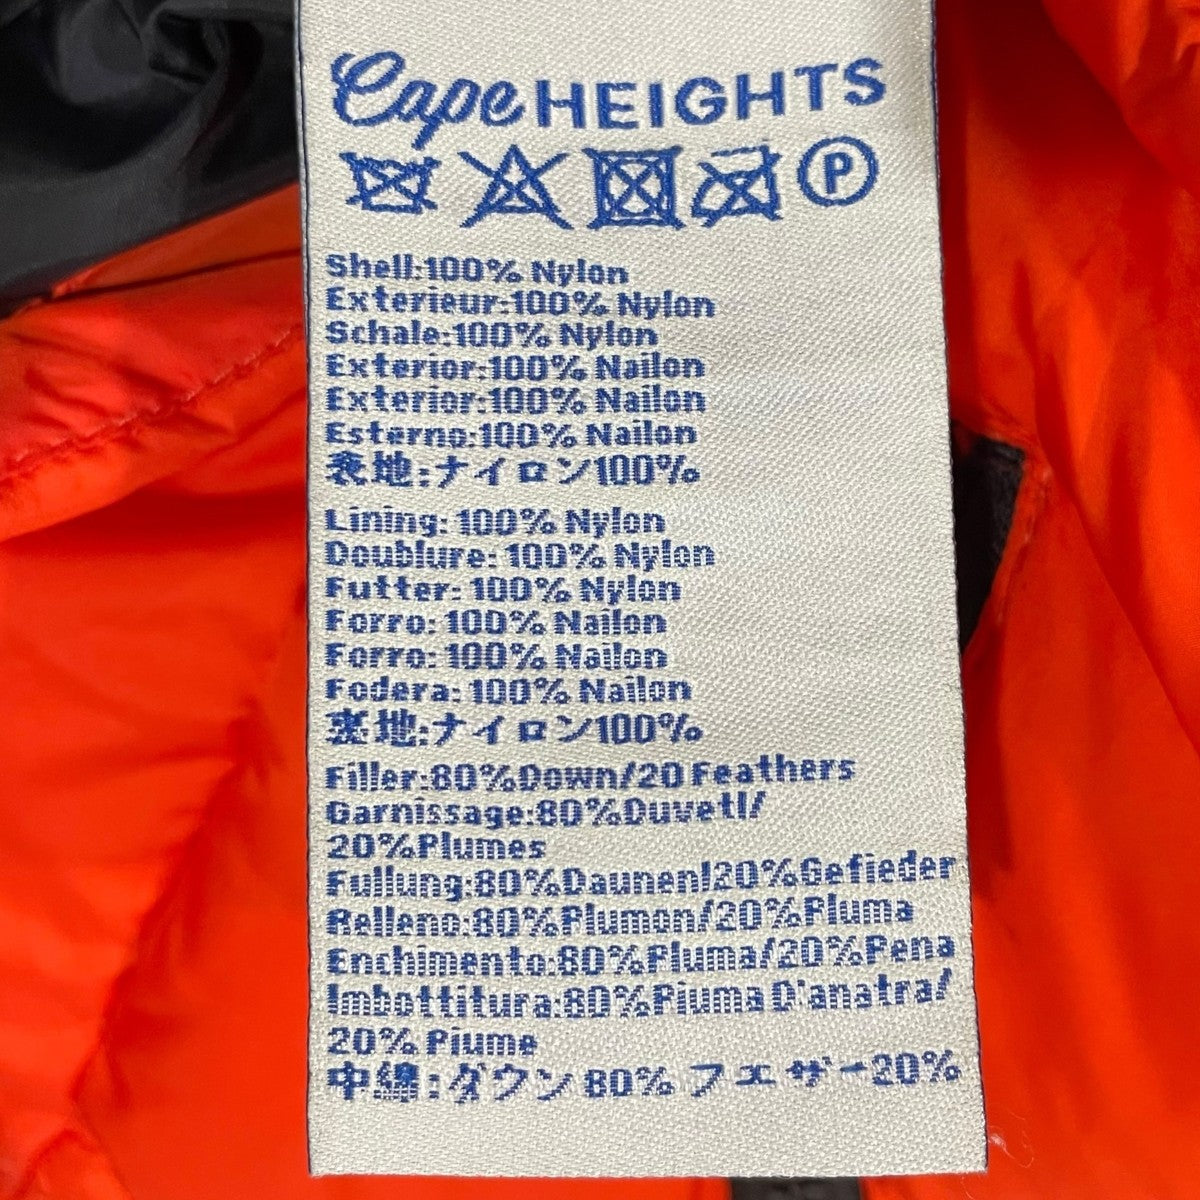 Cape HEIGHTS
P
Shell:100% Nylon
Exterieur:100% Nylon
Schale:100% Nylon
Exterior:100% Nailon
Exterior:100% Nailon
Esterno:100% Nailon
表地:ナイロン100%
Lining: 100% Nylon
Doublure: 100% Nylon
Futter: 100% Nylon
Forro: 100% Nailon
Forro: 100% Nailon
Fodera: 100% Nailon
裏地:ナイロン100%
Filler:80%Down/20 Feathers
Garnissage:80%Duvetl/
20%Plumes
Fullung:80%Daunen/20%Gefieder
Relleno:80%Plumon/20%Pluma
Enchimento:80%Pluma/20%Pena
Imbottitura:80%Piuma D'anatra/
20% Piume
中綿:ダウン 80% フェザー20%